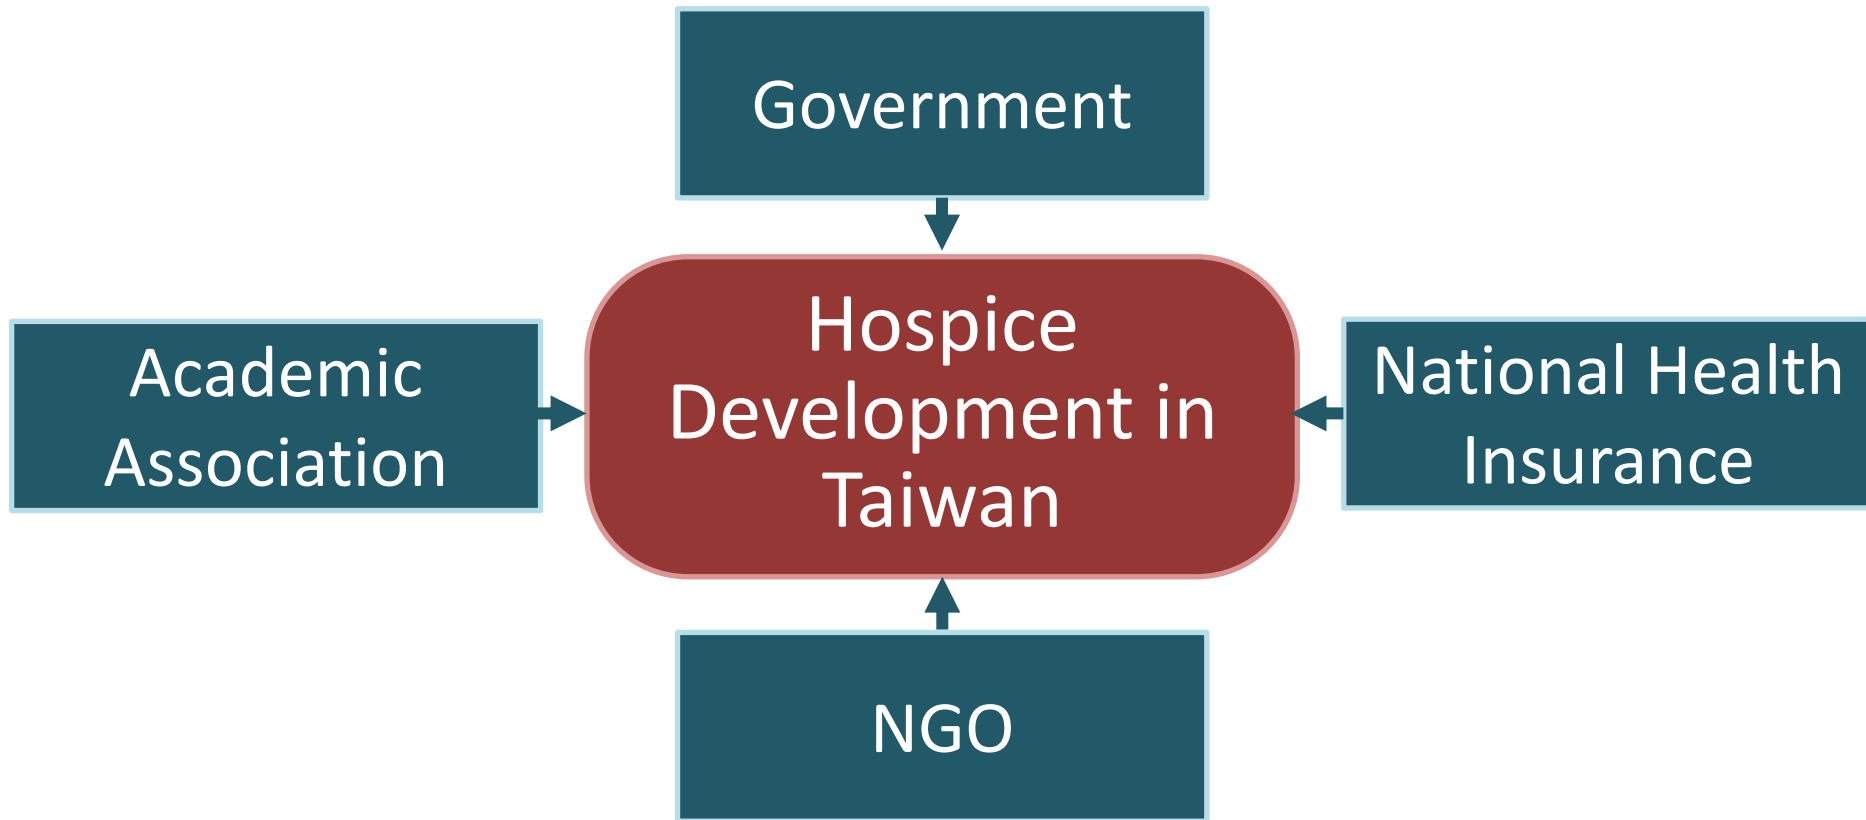 Government
Hospice
Development in
Taiwan
Academic
Association
National Health
Insurance
NGO